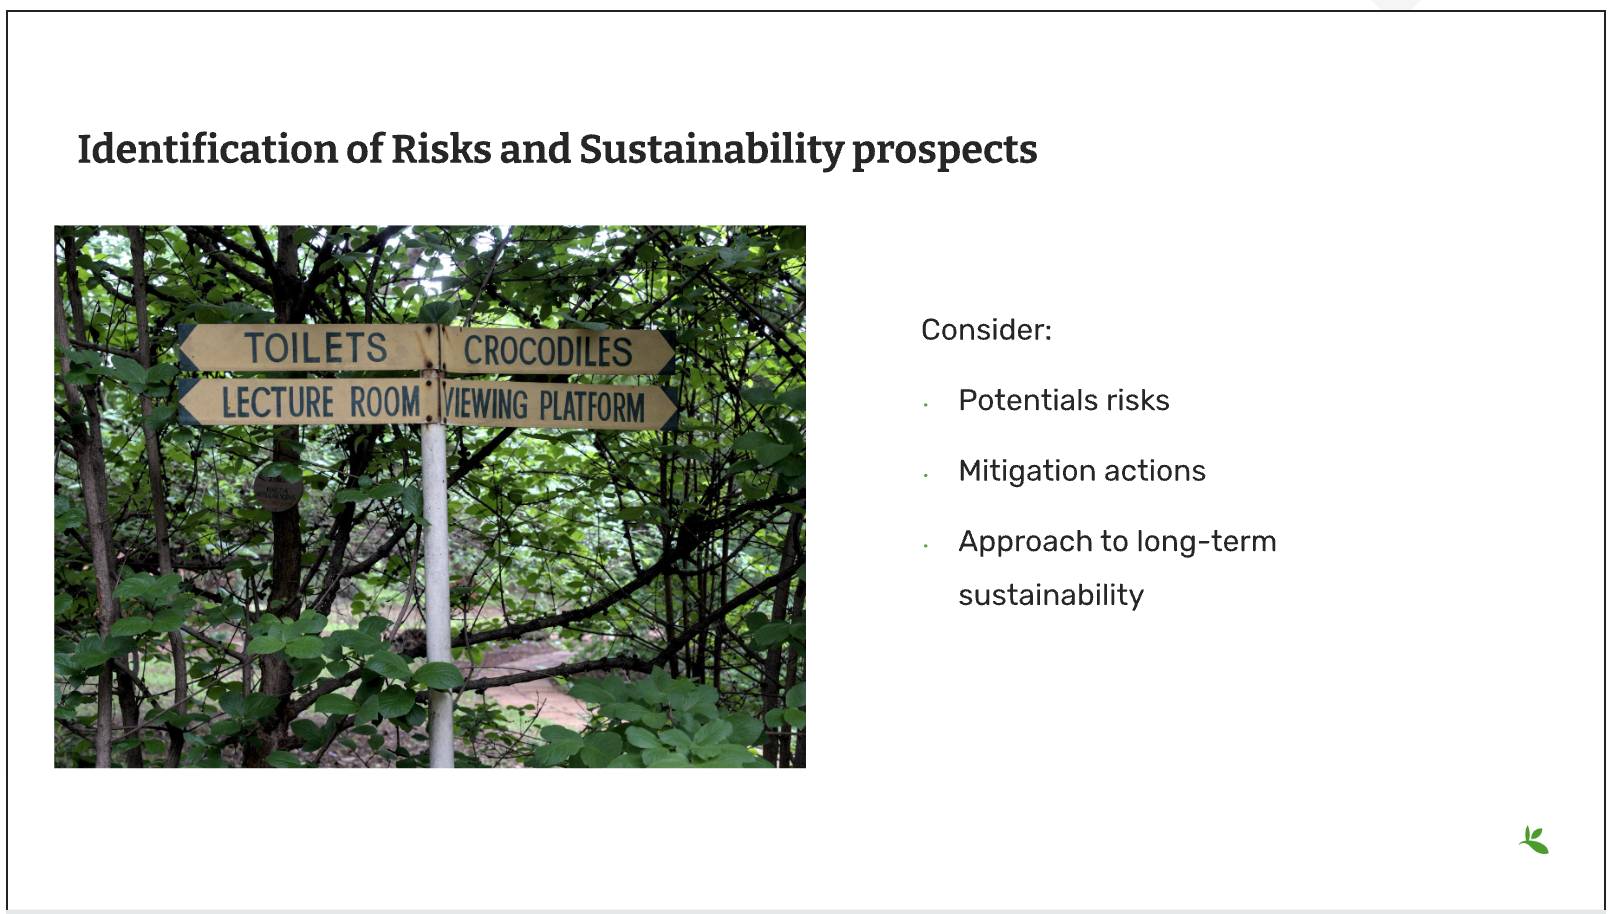 Identification of Risks and Sustainability prospects
TOILETS
CROCODILES
LECTURE ROOM
VIEWING PLATFORM
Consider:
Potentials risks
Mitigation actions
Approach to long-term
sustainability